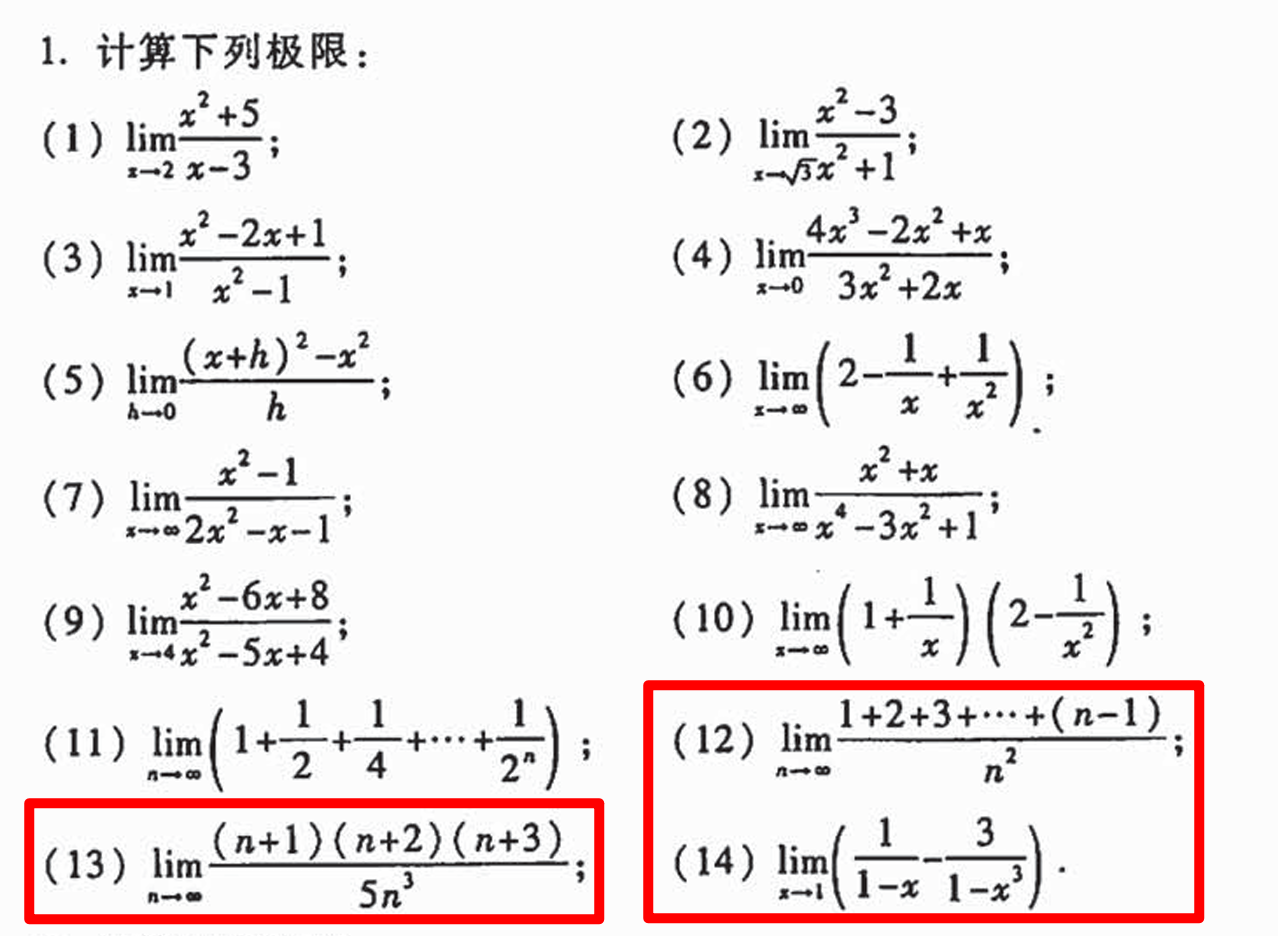 1. 计算下列极限：
(1) $\lim_{x \to 2} \frac{x^2+5}{x-3}$;
(2) $\lim_{x \to \sqrt{3}} \frac{x^2-3}{x^2+1}$;
(3) $\lim_{x \to 1} \frac{x^2-2x+1}{x^2-1}$;
(4) $\lim_{x \to 0} \frac{4x^3-2x^2+x}{3x^2+2x}$;
(5) $\lim_{h \to 0} \frac{(x+h)^2-x^2}{h}$;
(6) $\lim_{x \to \infty} \left(2-\frac{1}{x}+\frac{1}{x^2}\right)$;
(7) $\lim_{x \to \infty} \frac{x^2-1}{2x^2-x-1}$;
(8) $\lim_{x \to \infty} \frac{x^2+x}{x^4-3x^2+1}$;
(9) $\lim_{x \to 4} \frac{x^2-6x+8}{x^2-5x+4}$;
(10) $\lim_{x \to \infty} \left(1+\frac{1}{x}\right)\left(2-\frac{1}{x^2}\right)$;
(11) $\lim_{n \to \infty} \left(1+\frac{1}{2}+\frac{1}{4}+\cdots+\frac{1}{2^n}\right)$;
(12) $\lim_{n \to \infty} \frac{1+2+3+\cdots+(n-1)}{n^2}$;
(13) $\lim_{n \to \infty} \frac{(n+1)(n+2)(n+3)}{5n^3}$;
(14) $\lim_{x \to 1} \left(\frac{1}{1-x}-\frac{3}{1-x^3}\right)$.